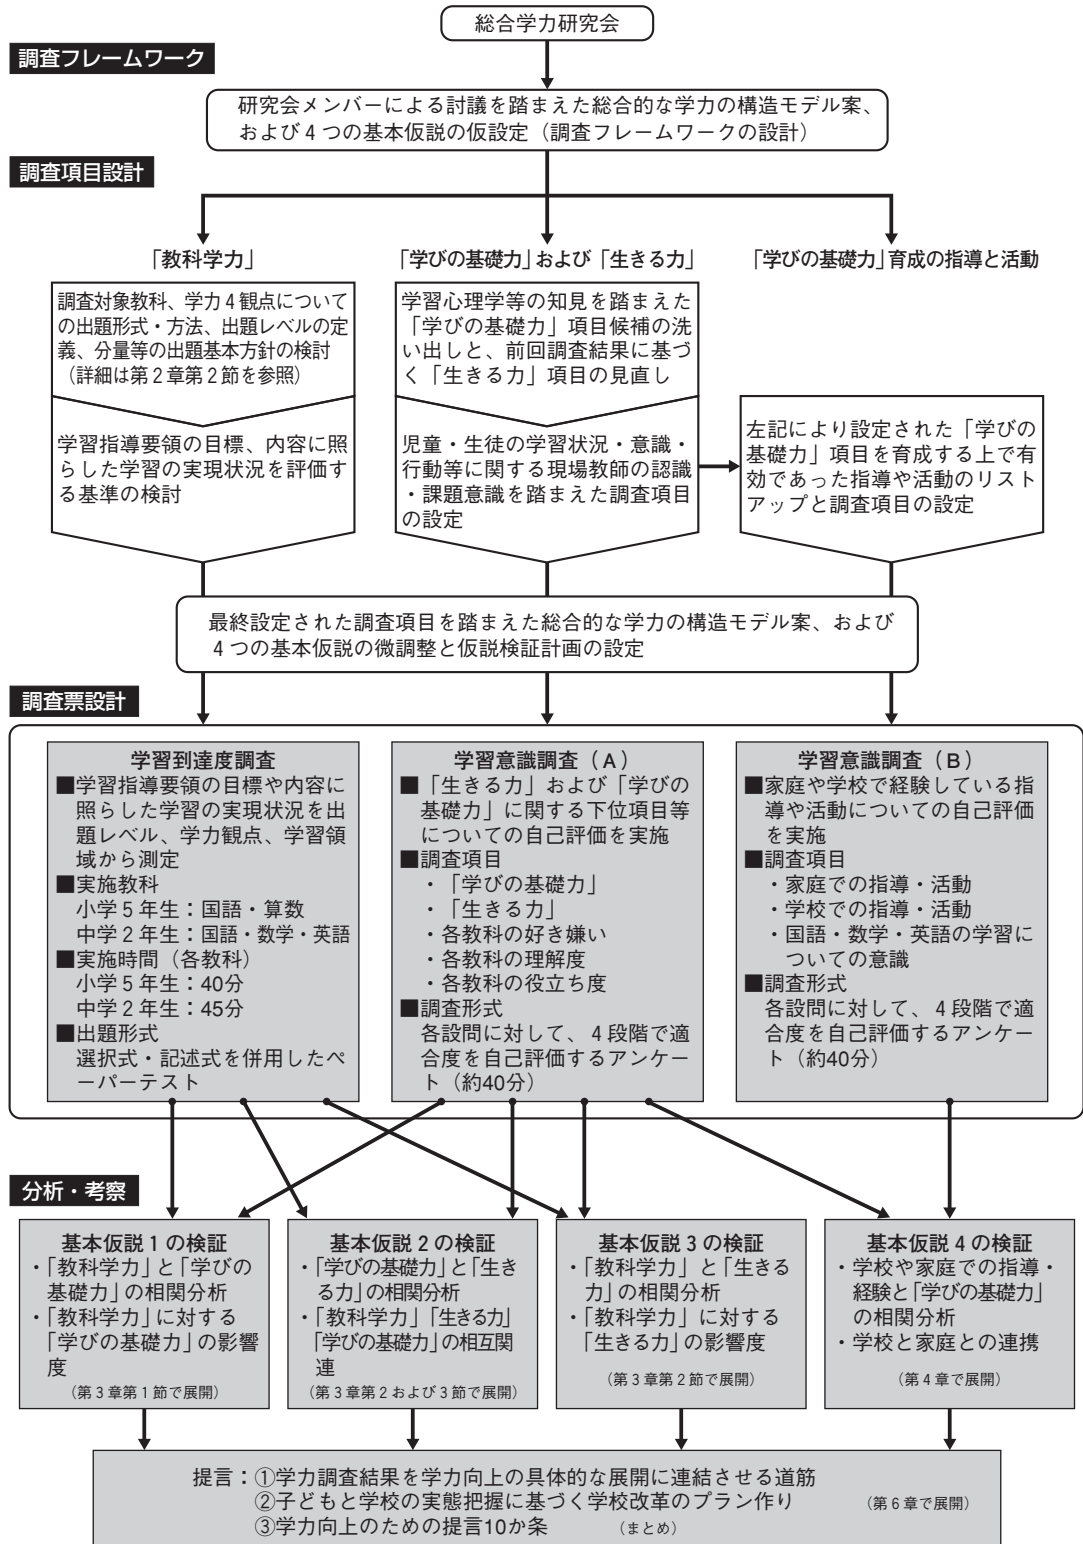 総合学力研究会
調査フレームワーク
研究会メンバーによる討議を踏まえた総合的な学力の構造モデル案、
および４つの基本仮説の仮設定（調査フレームワークの設計）
調査項目設計
「教科学力」
「学びの基礎力」および「生きる力」
「学びの基礎力」育成の指導と活動
調査対象教科、学力４観点について
の出題形式・方法、出題レベルの定
義、分量等の出題基本方針の検討
（詳細は第２章第２節を参照）
学習指導要領の目標、内容に照
らした学習の実現状況を評価す
る基準の検討
学習心理学等の知見を踏まえた
「学びの基礎力」項目候補の洗
い出しと、前回調査結果に基づ
く「生きる力」項目の見直し
児童・生徒の学習状況・意識・
行動等に関する現場教師の認識
・課題意識を踏まえた調査項目
の設定
左記により設定された「学びの
基礎力」項目を育成する上で有
効であった指導や活動のリスト
アップと調査項目の設定
最終設定された調査項目を踏まえた総合的な学力の構造モデル案、および
４つの基本仮説の微調整と仮説検証計画の設定
調査票設計
学習到達度調査
■学習指導要領の目標や内容に
照らした学習の実現状況を出
題レベル、学力観点、学習領
域から測定
■実施教科
小学５年生：国語・算数
中学２年生：国語・数学・英語
■実施時間（各教科）
小学５年生：40分
中学２年生：45分
■出題形式
選択式・記述式を併用したペ
ーパーテスト
学習意識調査（Ａ）
■「生きる力」および「学びの
基礎力」に関する下位項目等
についての自己評価を実施
■調査項目
・「学びの基礎力」
・「生きる力」
・各教科の好き嫌い
・各教科の理解度
・各教科の役立ち度
■調査形式
各設問に対して、４段階で適
合度を自己評価するアンケー
ト（約40分）
学習意識調査（Ｂ）
■家庭や学校で経験している指
導や活動についての自己評価
を実施
■調査項目
・家庭での指導・活動
・学校での指導・活動
・国語・数学・英語の学習に
ついての意識
■調査形式
各設問に対して、４段階で適
合度を自己評価するアンケー
ト（約40分）
分析・考察
基本仮説１の検証
・「教科学力」と「学びの
基礎力」の相関分析
・「教科学力」に対する
「学びの基礎力」の影響
度
（第３章第１節で展開）
基本仮説２の検証
・「学びの基礎力」と「生き
る力」の相関分析
・「教科学力」「生きる力」
「学びの基礎力」の相互関
連
（第３章第２および３節で展開）
基本仮説３の検証
・「教科学力」と「生きる
力」の相関分析
・「教科学力」に対する
「生きる力」の影響度
（第３章第２節で展開）
基本仮説４の検証
・学校や家庭での指導・
経験と「学びの基礎力」
の相関分析
・学校と家庭との連携
（第４章で展開）
提言：①学力調査結果を学力向上の具体的な展開に連結させる道筋
②子どもと学校の実態把握に基づく学校改革のプラン作り （第６章で展開）
③学力向上のための提言10か条 （まとめ）